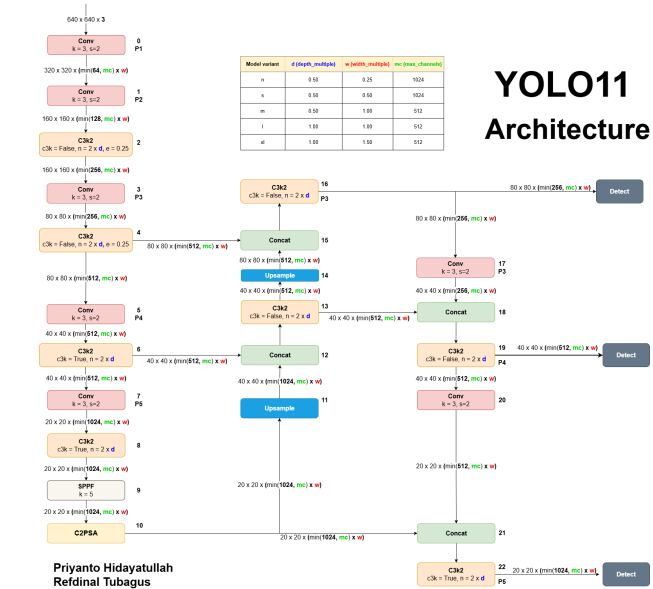 640 x 640 x 3
Conv
k = 3, s=2
0
P1
320 x 320 x (min(64, mc) x w)
Conv
k = 3, s=2
1
P2
160 x 160 x (min(128, mc) x w)
C3k2
c3k = False, n = 2 x d, e = 0.25
2
160 x 160 x (min(256, mc) x w)
Conv
k = 3, s=2
3
P3
80 x 80 x (min(256, mc) x w)
C3k2
c3k = False, n = 2 x d, e = 0.25
4
80 x 80 x (min(512, mc) x w)
80 x 80 x (min(512, mc) x w)
Conv
k = 3, s=2
5
P4
40 x 40 x (min(512, mc) x w)
C3k2
c3k = True, n = 2 x d
6
40 x 40 x (min(512, mc) x w)
40 x 40 x (min(512, mc) x w)
Conv
k = 3, s=2
7
P5
20 x 20 x (min(1024, mc) x w)
C3k2
c3k = True, n = 2 x d
8
20 x 20 x (min(1024, mc) x w)
SPPF
k = 5
9
20 x 20 x (min(1024, mc) x w)
C2PSA
10
20 x 20 x (min(1024, mc) x w)
Priyanto Hidayatullah
Refdinal Tubagus
Model variant d (depth_multiple) w (width_multiple) mc (max_channels)
n 0.50 0.25 1024
s 0.50 0.50 1024
m 0.50 1.00 512
l 1.00 1.00 512
xl 1.00 1.50 512
YOLO11
Architecture
C3k2
c3k = False, n = 2 x d
16
P3
80 x 80 x (min(256, mc) x w)
Detect
Concat
15
80 x 80 x (min(512, mc) x w)
Upsample
14
40 x 40 x (min(512, mc) x w)
C3k2
c3k = False, n = 2 x d
13
40 x 40 x (min(512, mc) x w)
Concat
12
40 x 40 x (min(1024, mc) x w)
Upsample
11
20 x 20 x (min(1024, mc) x w)
80 x 80 x (min(256, mc) x w)
Conv
k = 3, s=2
17
P3
40 x 40 x (min(256, mc) x w)
Concat
18
C3k2
c3k = False, n = 2 x d
19
P4
40 x 40 x (min(512, mc) x w)
Detect
40 x 40 x (min(512, mc) x w)
Conv
k = 3, s=2
20
20 x 20 x (min(512, mc) x w)
Concat
21
C3k2
c3k = True, n = 2 x d
22
P5
20 x 20 x (min(1024, mc) x w)
Detect